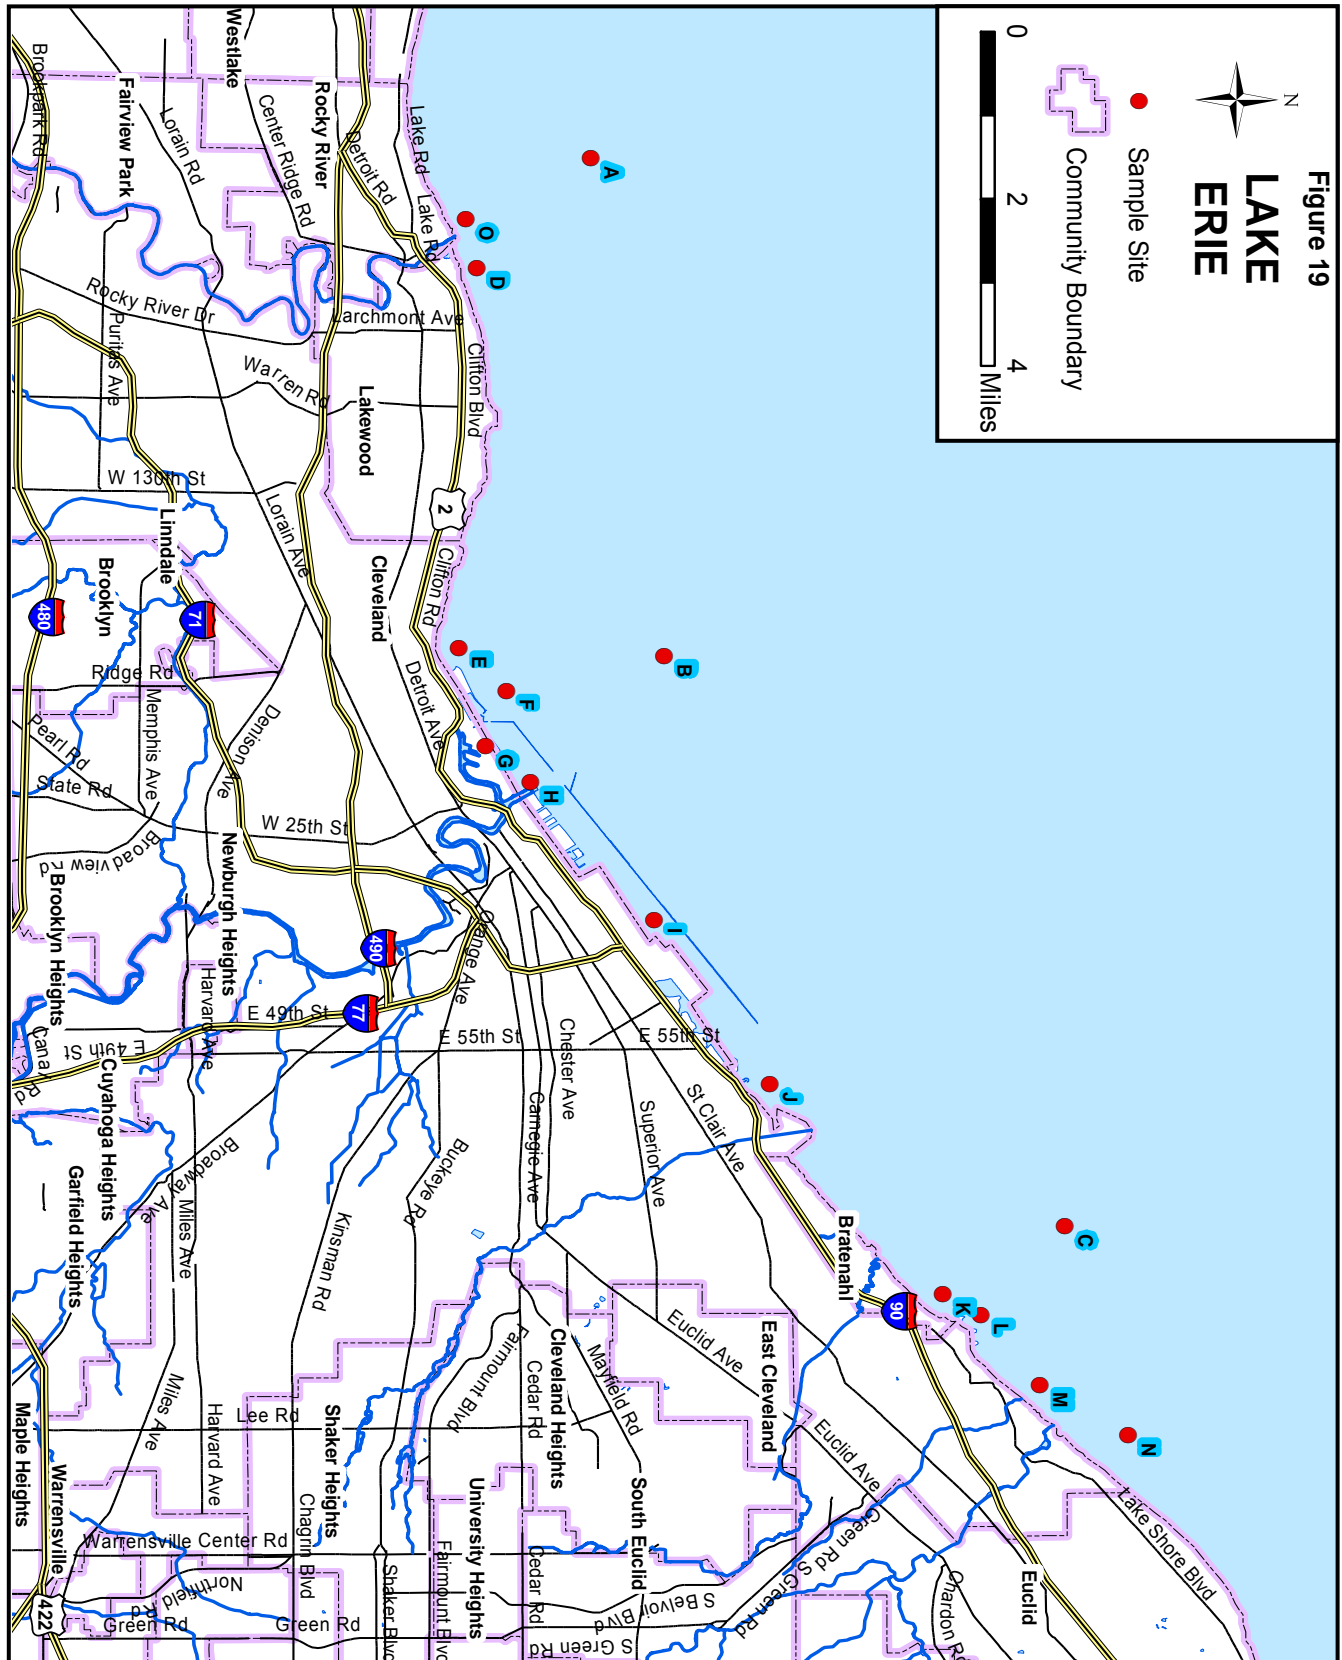 Figure 19
LAKE
ERIE
N
Sample Site
Community Boundary
0
2
4
Miles
A
O
D
E
B
F
G
H
I
J
C
K
L
M
N
Westlake
Brookpark Rd
Fairview Park
Lorain Rd
Center Ridge Rd
Rocky River
Detroit Rd
Lake Rd
Lake Rd
Rocky River Dr
Puritas Ave
Larchmont Ave
Warren Rd
Clifton Blvd
Lakewood
W 130th St
Lorain Ave
2
Linndale
Brooklyn
Cleveland
Clifton Rd
480
71
Ridge Rd
Memphis Ave
Denison Ave
Detroit Ave
Pearl Rd
State Rd
W 25th St
Broadview Rd
Newburgh Heights
Brooklyn Heights
490
Orange Ave
Harvard Ave
E 49th St
77
E 55th St
E 55th St
Chester Ave
Canal Rd
E 49th St
Cuyahoga Heights
Carnegie Ave
Superior Ave
St Clair Ave
Broadway Ave
Miles Ave
Garfield Heights
Buckeye Rd
Kinsman Rd
Bratenahl
90
Euclid Ave
East Cleveland
Fairmount Blvd
Cleveland Heights
Cedar Rd
Mayfield Rd
Miles Ave
Harvard Ave
Lee Rd
Shaker Heights
Maple Heights
Warrensville
Euclid Ave
University Heights
South Euclid
Green Rd
Lake Shore Blvd
Warrensville Center Rd
Chagrin Blvd
Shaker Blvd
Fairmount Blvd
Cedar Rd
S Belvoir Blvd
S Green Rd
Northfield Rd
422
Green Rd
Green Rd
S Green Rd
Chardon Rd
Euclid